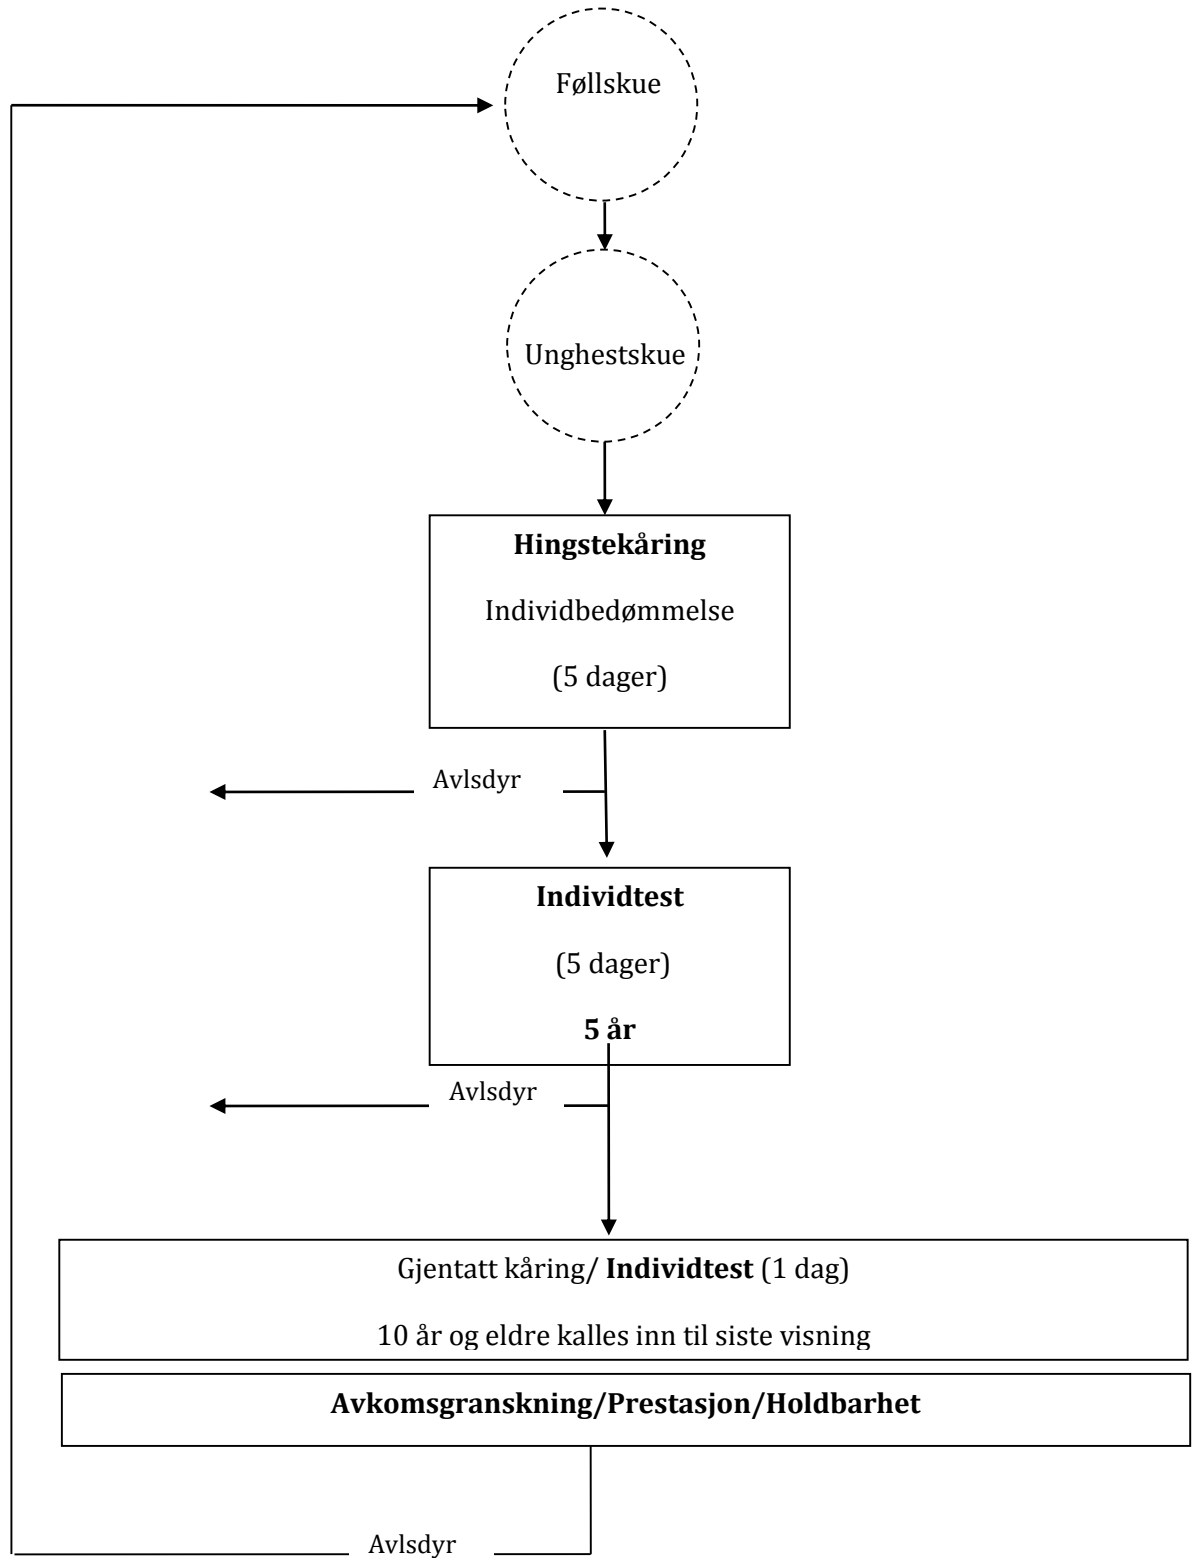 Føllskue
Unghestskue
Hingstekåring
Individbedømmelse
(5 dager)
Avlsdyr
Individtest
(5 dager)
5 år
Avlsdyr
Gjentatt kåring/ Individtest (1 dag)
10 år og eldre kalles inn til siste visning
Avkomsgranskning/Prestasjon/Holdbarhet
Avlsdyr